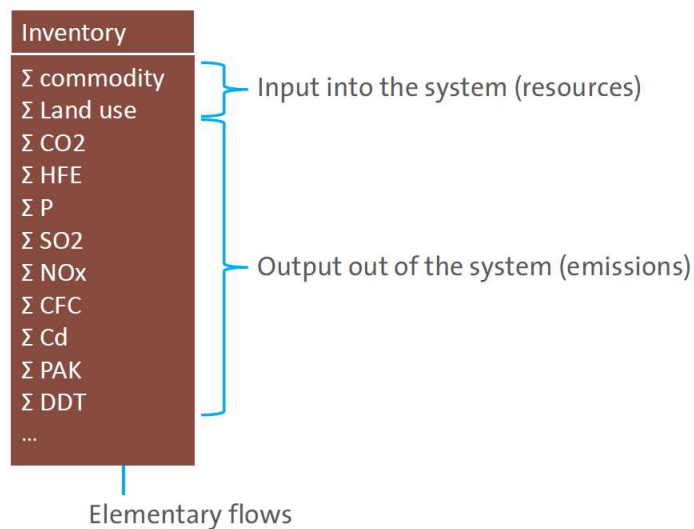 Inventory
Σ commodity
Σ Land use
Input into the system (resources)
Σ CO2
Σ HFE
Σ P
Σ SO2
Σ NOx
Σ CFC
Σ Cd
Σ PAK
Σ DDT
...
Output out of the system (emissions)
Elementary flows